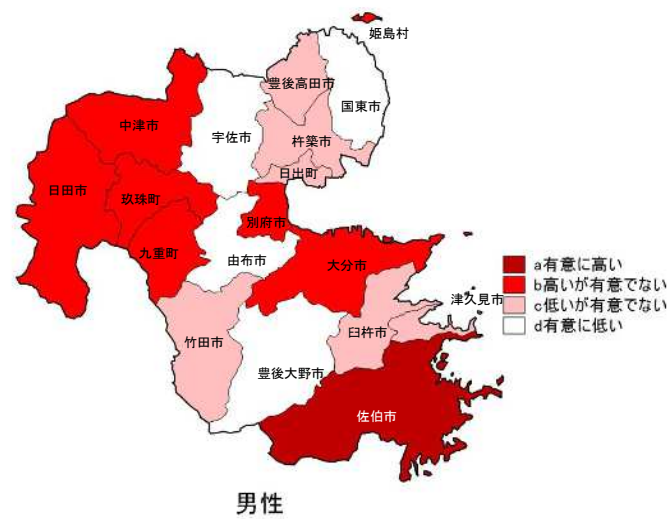 姫島村
豊後高田市
国東市
中津市
宇佐市
杵築市
日出町
日田市
玖珠町
別府市
九重町
由布市
大分市
a有意に高い
b高いが有意でない
c低いが有意でない
d有意に低い
津久見市
臼杵市
竹田市
豊後大野市
佐伯市
男性